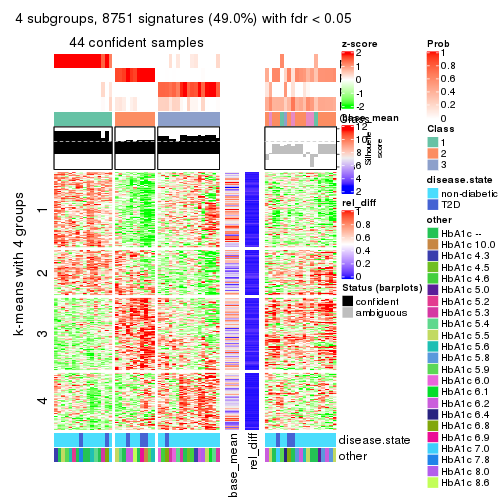 4 subgroups, 8751 signatures (49.0%) with fdr < 0.05
44 confident samples
k-means with 4 groups
1
2
3
4
Class
Silhouette score
base_mean
rel_diff
disease.state
other
z-score
2
1
0
-1
-2
base_mean
12
10
8
6
4
2
rel_diff
1
0.8
0.6
0.4
0.2
0
Status (barplots)
confident
ambiguous
Prob
1
0.8
0.6
0.4
0.2
0
Class
1
2
3
disease.state
non-diabetic
T2D
other
HbA1c --
HbA1c 10.0
HbA1c 4.3
HbA1c 4.5
HbA1c 4.6
HbA1c 5.0
HbA1c 5.2
HbA1c 5.3
HbA1c 5.4
HbA1c 5.5
HbA1c 5.6
HbA1c 5.8
HbA1c 5.9
HbA1c 6.0
HbA1c 6.1
HbA1c 6.2
HbA1c 6.4
HbA1c 6.8
HbA1c 6.9
HbA1c 7.0
HbA1c 7.8
HbA1c 8.0
HbA1c 8.6